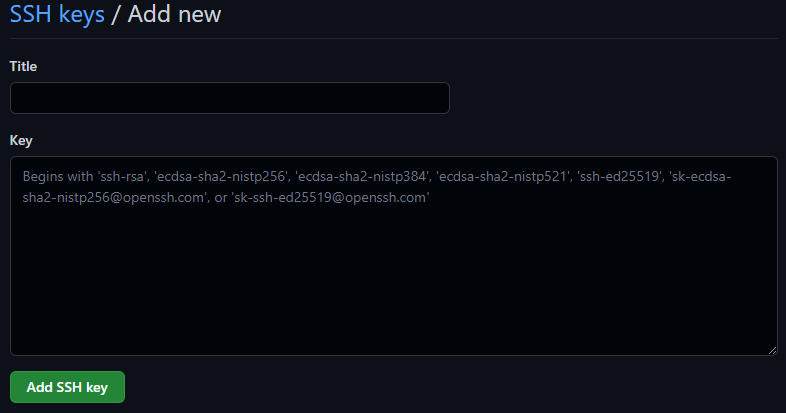 SSH keys / Add new
Title
Key
Begins with 'ssh-rsa', 'ecdsa-sha2-nistp256', 'ecdsa-sha2-nistp384', 'ecdsa-sha2-nistp521', 'ssh-ed25519', 'sk-ecdsa-
sha2-nistp256@openssh.com', or 'sk-ssh-ed25519@openssh.com'
Add SSH key